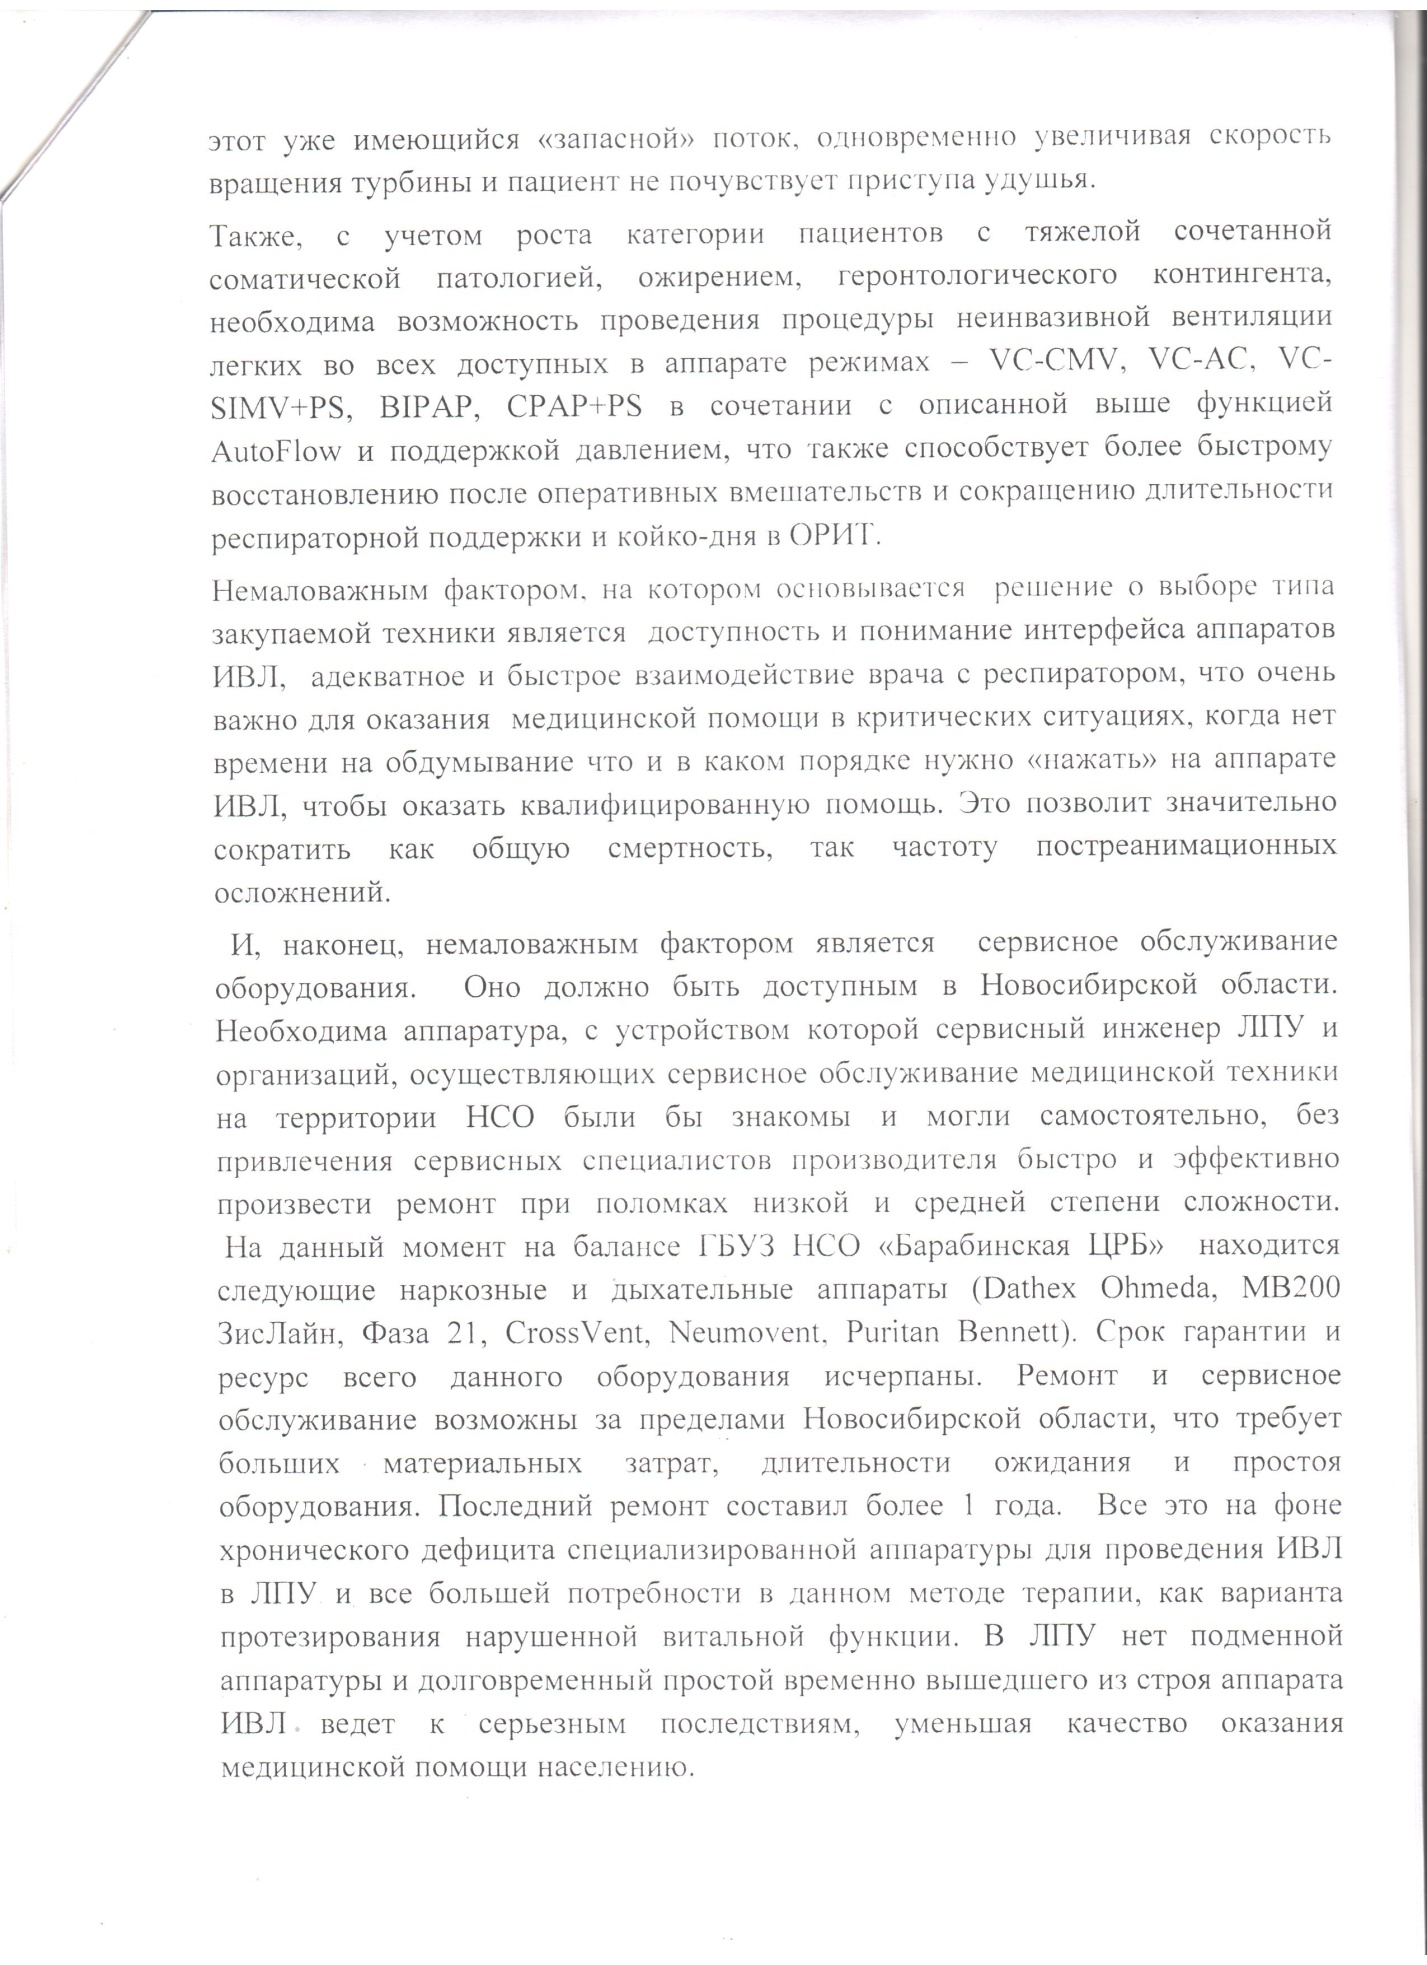 этот уже имеющийся «запасной» поток, одновременно увеличивая скорость
вращения турбины и пациент не почувствует приступа удушья.
Также, с учетом роста категории пациентов с тяжелой сочетанной
соматической патологией, ожирением, геронтологического контингента,
необходима возможность проведения процедуры неинвазивной вентиляции
легких во всех доступных в аппарате режимах – VC-CMV, VC-AC, VC-
SIMV+PS, BIPAP, CPAP+PS в сочетании с описанной выше функцией
AutoFlow и поддержкой давлением, что также способствует более быстрому
восстановлению после оперативных вмешательств и сокращению длительности
респираторной поддержки и койко-дня в ОРИТ.
Немаловажным фактором, на котором основывается решение о выборе типа
закупаемой техники является доступность и понимание интерфейса аппаратов
ИВЛ, адекватное и быстрое взаимодействие врача с респиратором, что очень
важно для оказания медицинской помощи в критических ситуациях, когда нет
времени на обдумывание что и в каком порядке нужно «нажать» на аппарате
ИВЛ, чтобы оказать квалифицированную помощь. Это позволит значительно
сократить как общую смертность, так частоту постреанимационных
осложнений.
И, наконец, немаловажным фактором является сервисное обслуживание
оборудования. Оно должно быть доступным в Новосибирской области.
Необходима аппаратура, с устройством которой сервисный инженер ЛПУ и
организаций, осуществляющих сервисное обслуживание медицинской техники
на территории НСО были бы знакомы и могли самостоятельно, без
привлечения сервисных специалистов производителя быстро и эффективно
произвести ремонт при поломках низкой и средней степени сложности.
На данный момент на балансе ГБУЗ НСО «Барабинская ЦРБ» находится
следующие наркозные и дыхательные аппараты (Dathex Ohmeda, МВ200
ЗисЛайн, Фаза 21, CrossVent, Neumovent, Puritan Bennett). Срок гарантии и
ресурс всего данного оборудования исчерпаны. Ремонт и сервисное
обслуживание возможны за пределами Новосибирской области, что требует
больших материальных затрат, длительности ожидания и простоя
оборудования. Последний ремонт составил более 1 года. Все это на фоне
хронического дефицита специализированной аппаратуры для проведения ИВЛ
в ЛПУ и все большей потребности в данном методе терапии, как варианта
протезирования нарушенной витальной функции. В ЛПУ нет подменной
аппаратуры и долговременный простой временно вышедшего из строя аппарата
ИВЛ ведет к серьезным последствиям, уменьшая качество оказания
медицинской помощи населению.